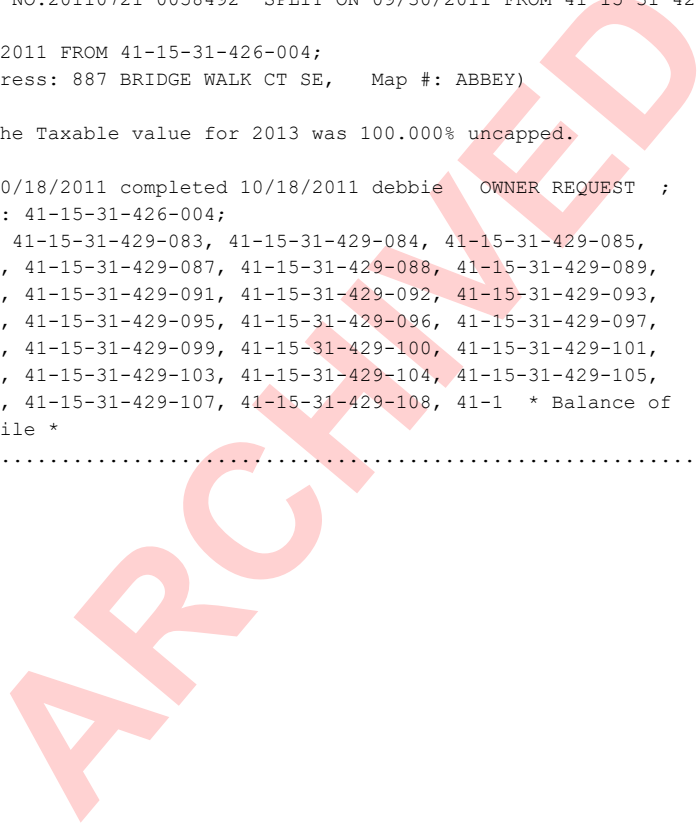 NO.20110721-0058492 SPLIT ON 09/30/2011 FROM 41-15-31-42
2011 FROM 41-15-31-426-004;
ress: 887 BRIDGE WALK CT SE, Map #: ABBEY)
he Taxable value for 2013 was 100.000% uncapped.
0/18/2011 completed 10/18/2011 debbie OWNER REQUEST ;
: 41-15-31-426-004;
41-15-31-429-083, 41-15-31-429-084, 41-15-31-429-085,
, 41-15-31-429-087, 41-15-31-429-088, 41-15-31-429-089,
, 41-15-31-429-091, 41-15-31-429-092, 41-15-31-429-093,
, 41-15-31-429-095, 41-15-31-429-096, 41-15-31-429-097,
, 41-15-31-429-099, 41-15-31-429-100, 41-15-31-429-101,
, 41-15-31-429-103, 41-15-31-429-104, 41-15-31-429-105,
, 41-15-31-429-107, 41-15-31-429-108, 41-1 * Balance of
ile *
.........................................................
ARCHIVED